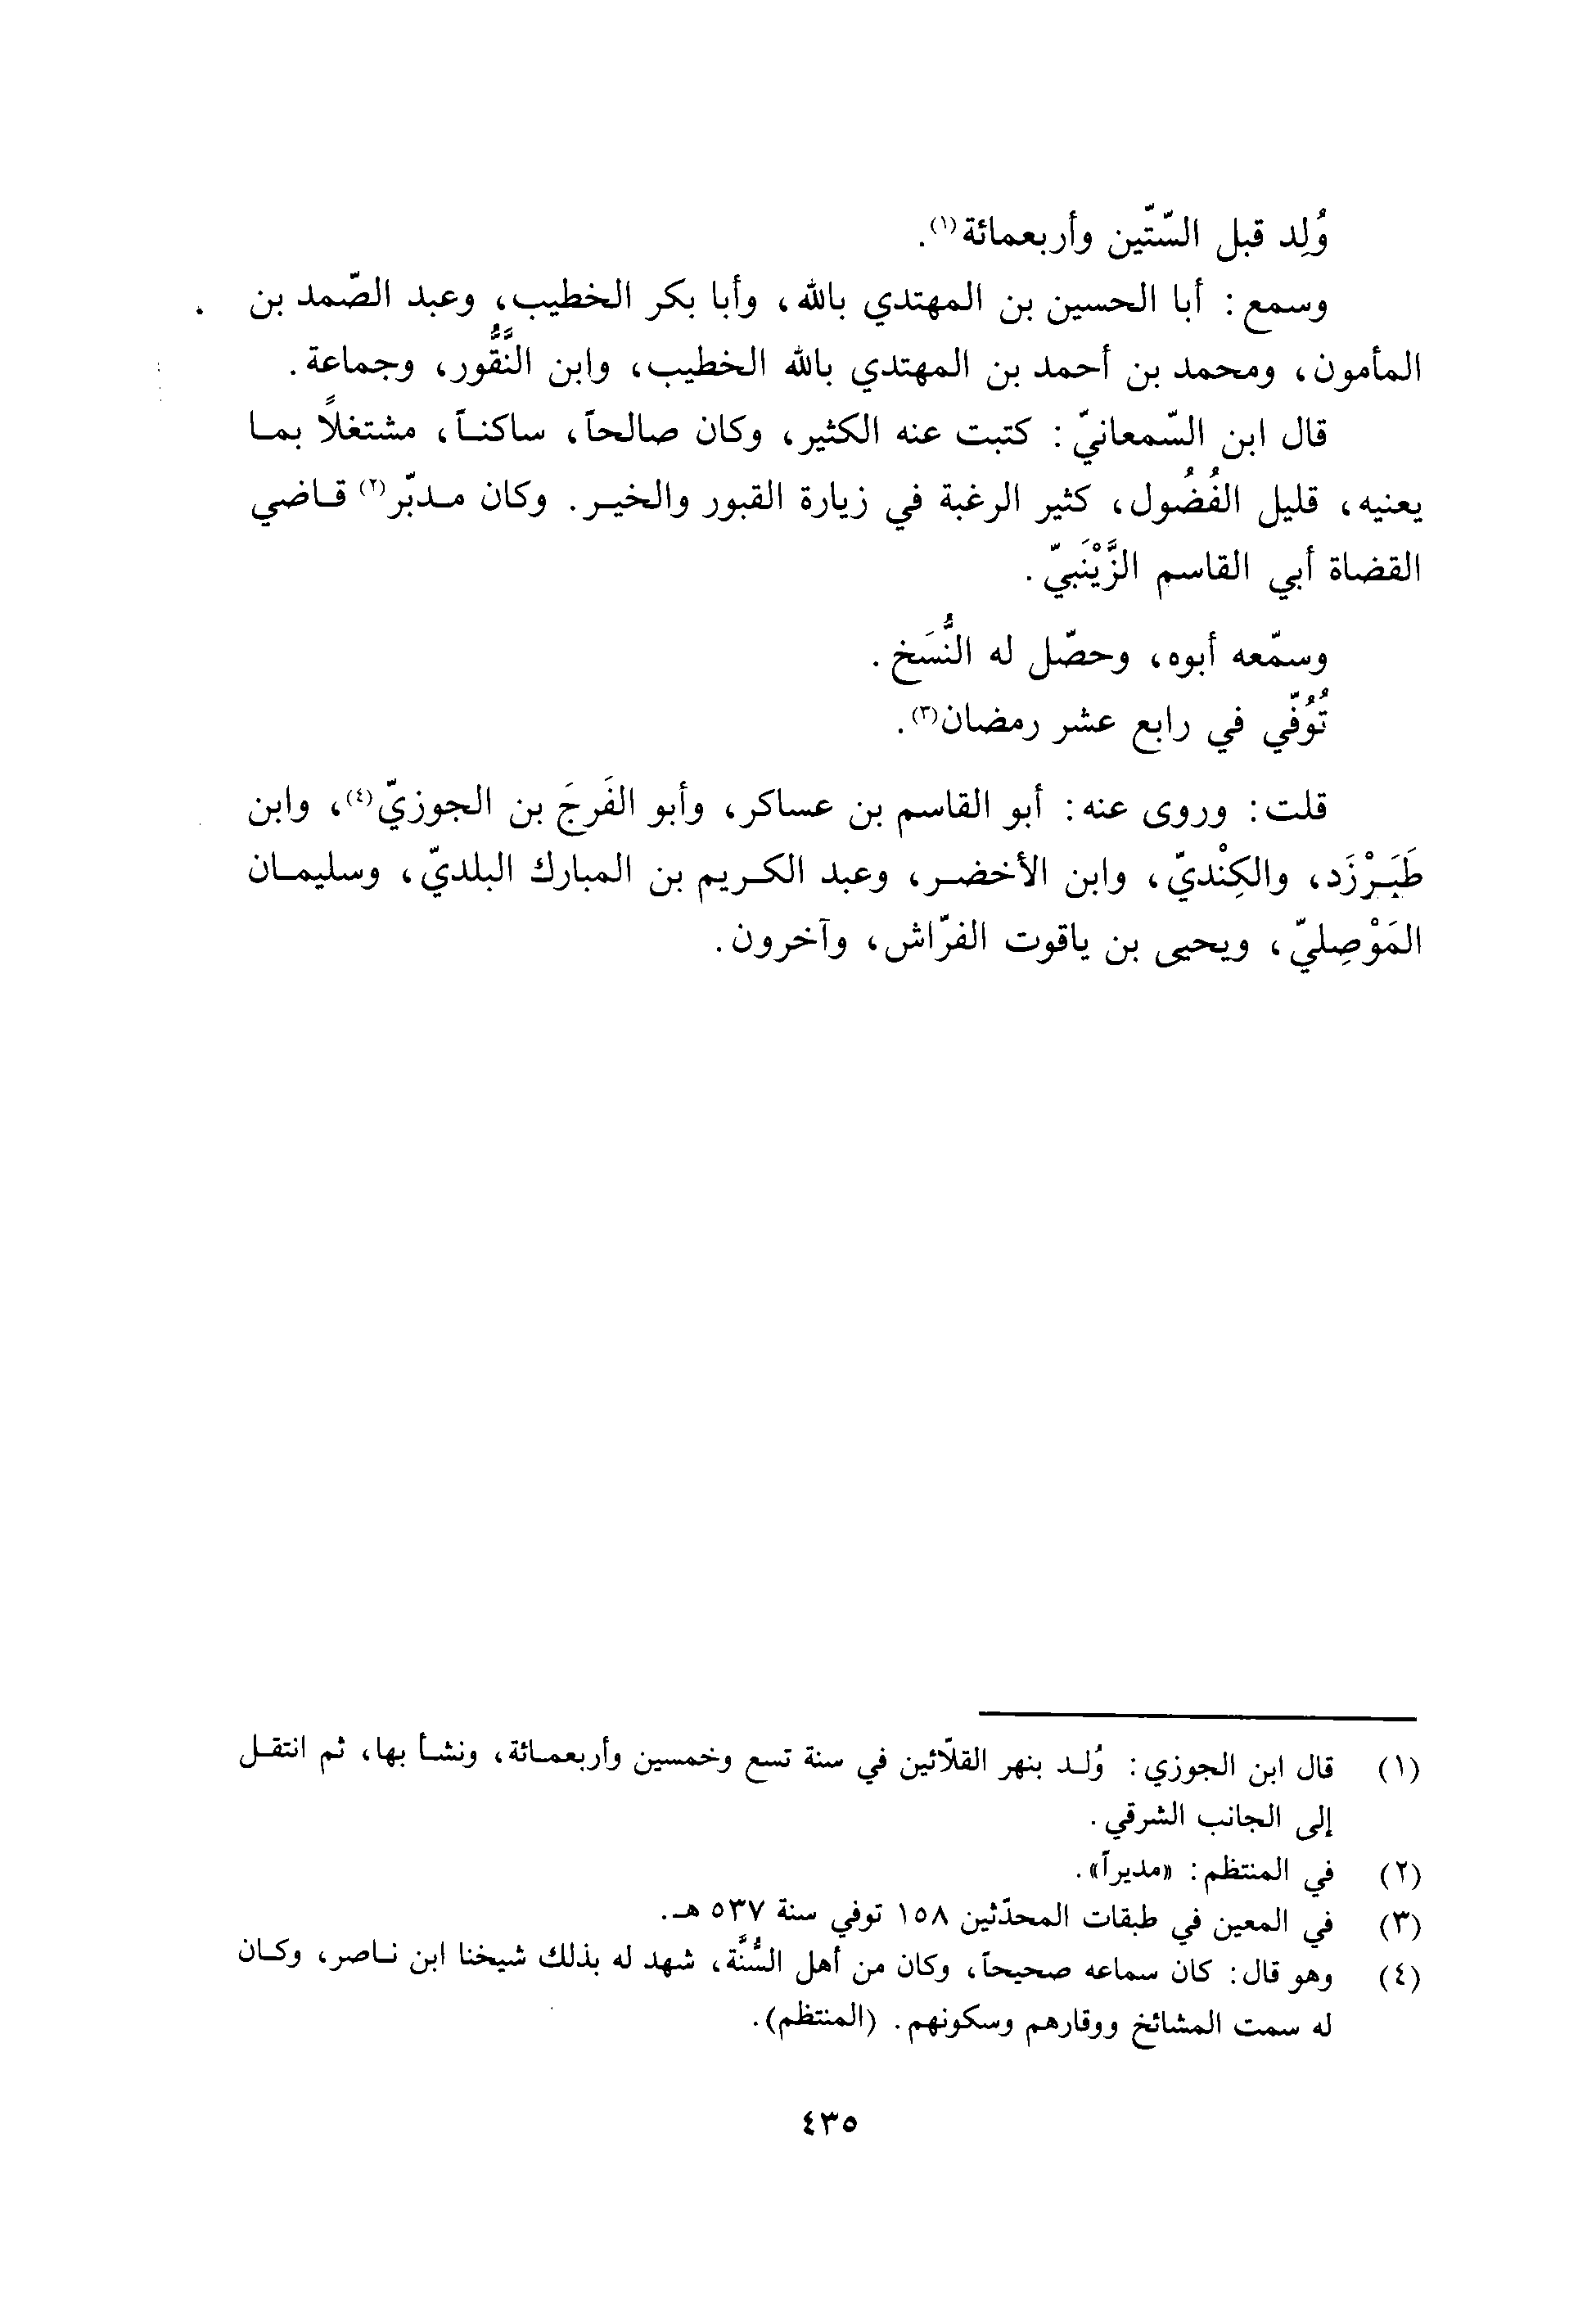 وُلِد قبل السّتّين وأربعمائة(١).
وسمع: أبا الحسين بن المهتدي بالله، وأبا بكر الخطيب، وعبد الصّمد بن
المأمون، ومحمد بن أحمد بن المهتدي بالله الخطيب، وابن النَّقُّور، وجماعة.
قال ابن السّمعانيّ: كتبت عنه الكثير، وكان صالحاً، ساكناً، مشتغلاً بما
يعنيه، قليل الفُضُول، كثير الرغبة في زيارة القبور والخير. وكان مدبّر(٢) قاضي
القضاة أبي القاسم الزَّيْنَبيّ.
وسمّعه أبوه، وحصّل له النُّسَخ.
تُوُفّي في رابع عشر رمضان(٣).
قلت: وروى عنه: أبو القاسم بن عساكر، وأبو الفَرجَ بن الجوزيّ(٤)، وابن
طَبَرْزَد، والكِنْديّ، وابن الأخضر، وعبد الكريم بن المبارك البلديّ، وسليمان
المَوْصِليّ، ويحيى بن ياقوت الفرّاش، وآخرون.
(١) قال ابن الجوزي: وُلد بنهر القلّائين في سنة تسع وخمسين وأربعمائة، ونشأ بها، ثم انتقل
إلى الجانب الشرقي.
(٢) في المنتظم: «مديراً».
(٣) في المعين في طبقات المحدّثين ١٥٨ توفي سنة ٥٣٧ هـ.
(٤) وهو قال: كان سماعه صحيحاً، وكان من أهل السُّنَّة، شهد له بذلك شيخنا ابن ناصر، وكان
له سمت المشائخ ووقارهم وسكونهم. (المنتظم).
٤٣٥